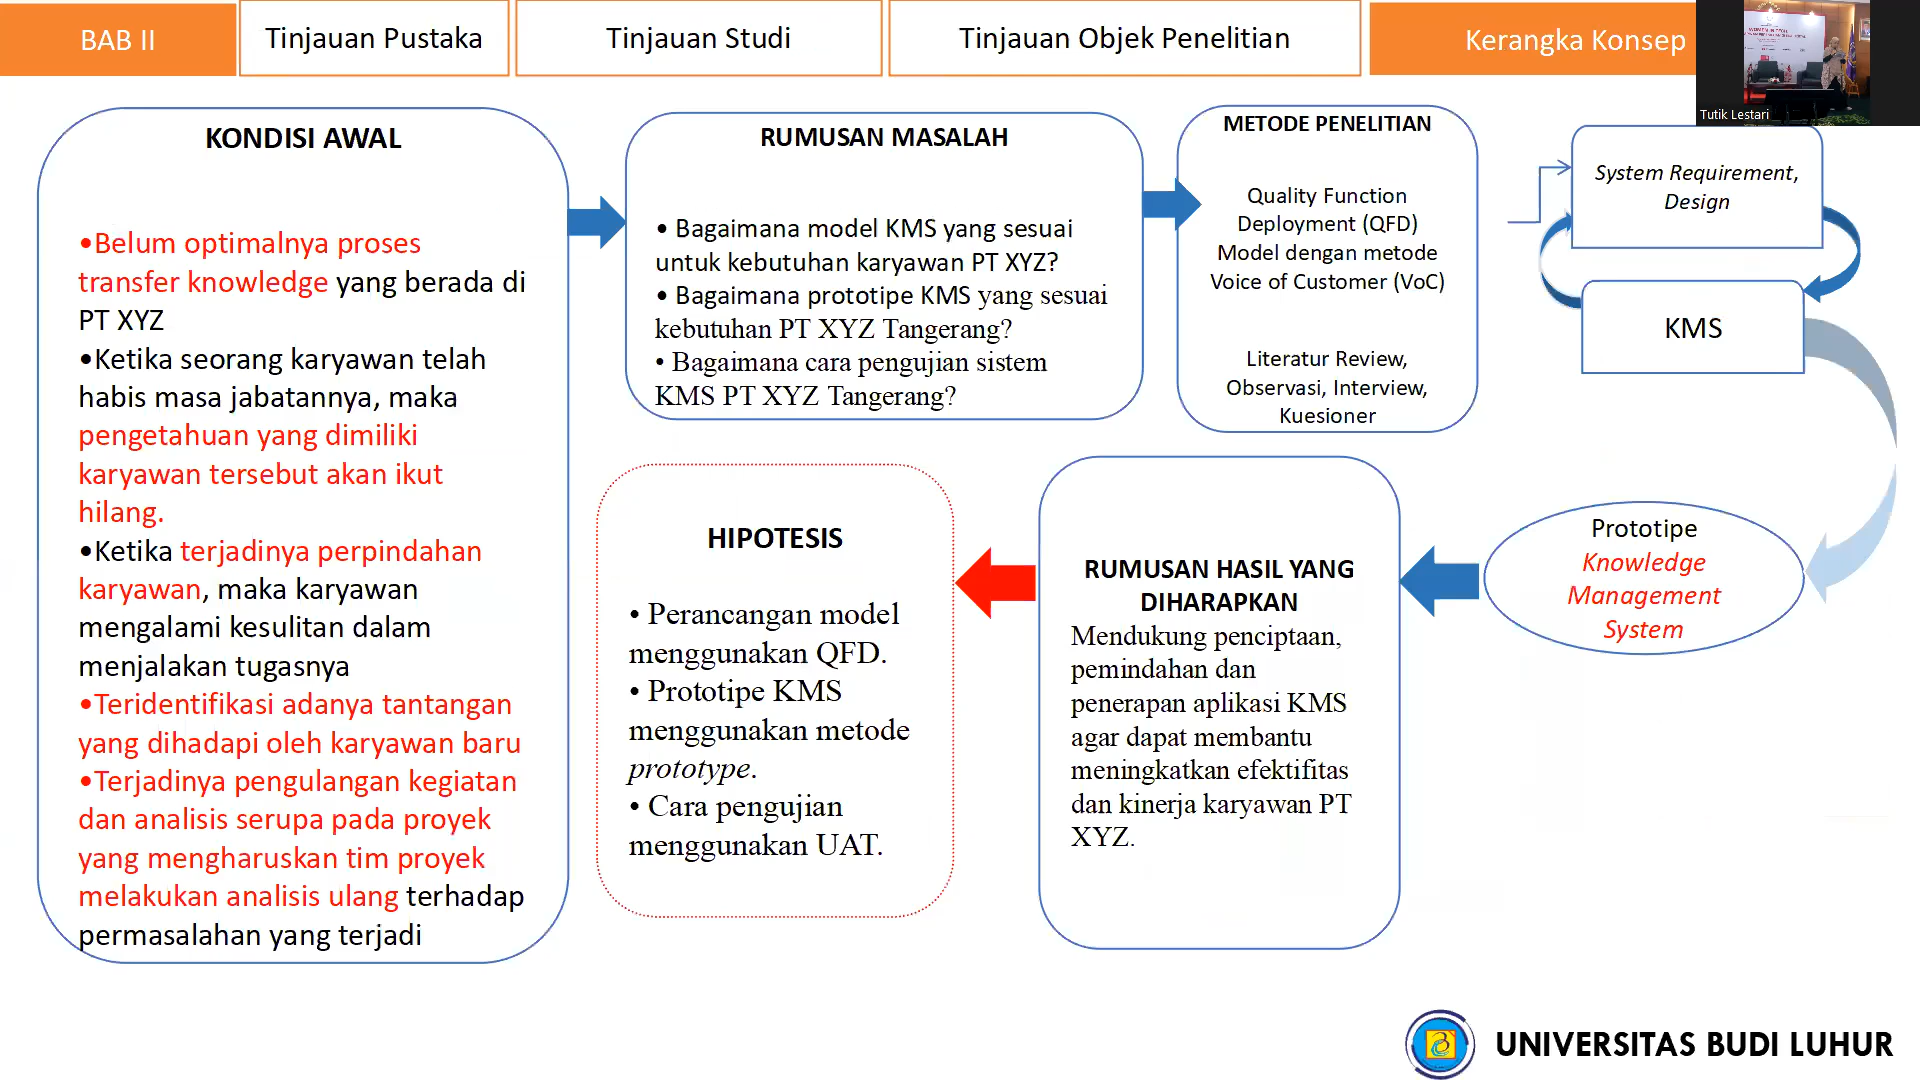 BAB II
Tinjauan Pustaka
Tinjauan Studi
Tinjauan Objek Penelitian
Kerangka Konsep
Tutik Lestari
KONDISI AWAL
•Belum optimalnya proses
transfer knowledge yang berada di
PT XYZ
•Ketika seorang karyawan telah
habis masa jabatannya, maka
pengetahuan yang dimiliki
karyawan tersebut akan ikut
hilang.
•Ketika terjadinya perpindahan
karyawan, maka karyawan
mengalami kesulitan dalam
menjalakan tugasnya
•Teridentifikasi adanya tantangan
yang dihadapi oleh karyawan baru
•Terjadinya pengulangan kegiatan
dan analisis serupa pada proyek
yang mengharuskan tim proyek
melakukan analisis ulang terhadap
permasalahan yang terjadi
RUMUSAN MASALAH
• Bagaimana model KMS yang sesuai
untuk kebutuhan karyawan PT XYZ?
• Bagaimana prototipe KMS yang sesuai
kebutuhan PT XYZ Tangerang?
• Bagaimana cara pengujian sistem
KMS PT XYZ Tangerang?
METODE PENELITIAN
Quality Function
Deployment (QFD)
Model dengan metode
Voice of Customer (VoC)
Literatur Review,
Observasi, Interview,
Kuesioner
System Requirement,
Design
KMS
Prototipe
Knowledge
Management
System
RUMUSAN HASIL YANG
DIHARAPKAN
Mendukung penciptaan,
pemindahan dan
penerapan aplikasi KMS
agar dapat membantu
meningkatkan efektifitas
dan kinerja karyawan PT
XYZ.
HIPOTESIS
• Perancangan model
menggunakan QFD.
• Prototipe KMS
menggunakan metode
prototype.
• Cara pengujian
menggunakan UAT.
UNIVERSITAS BUDI LUHUR